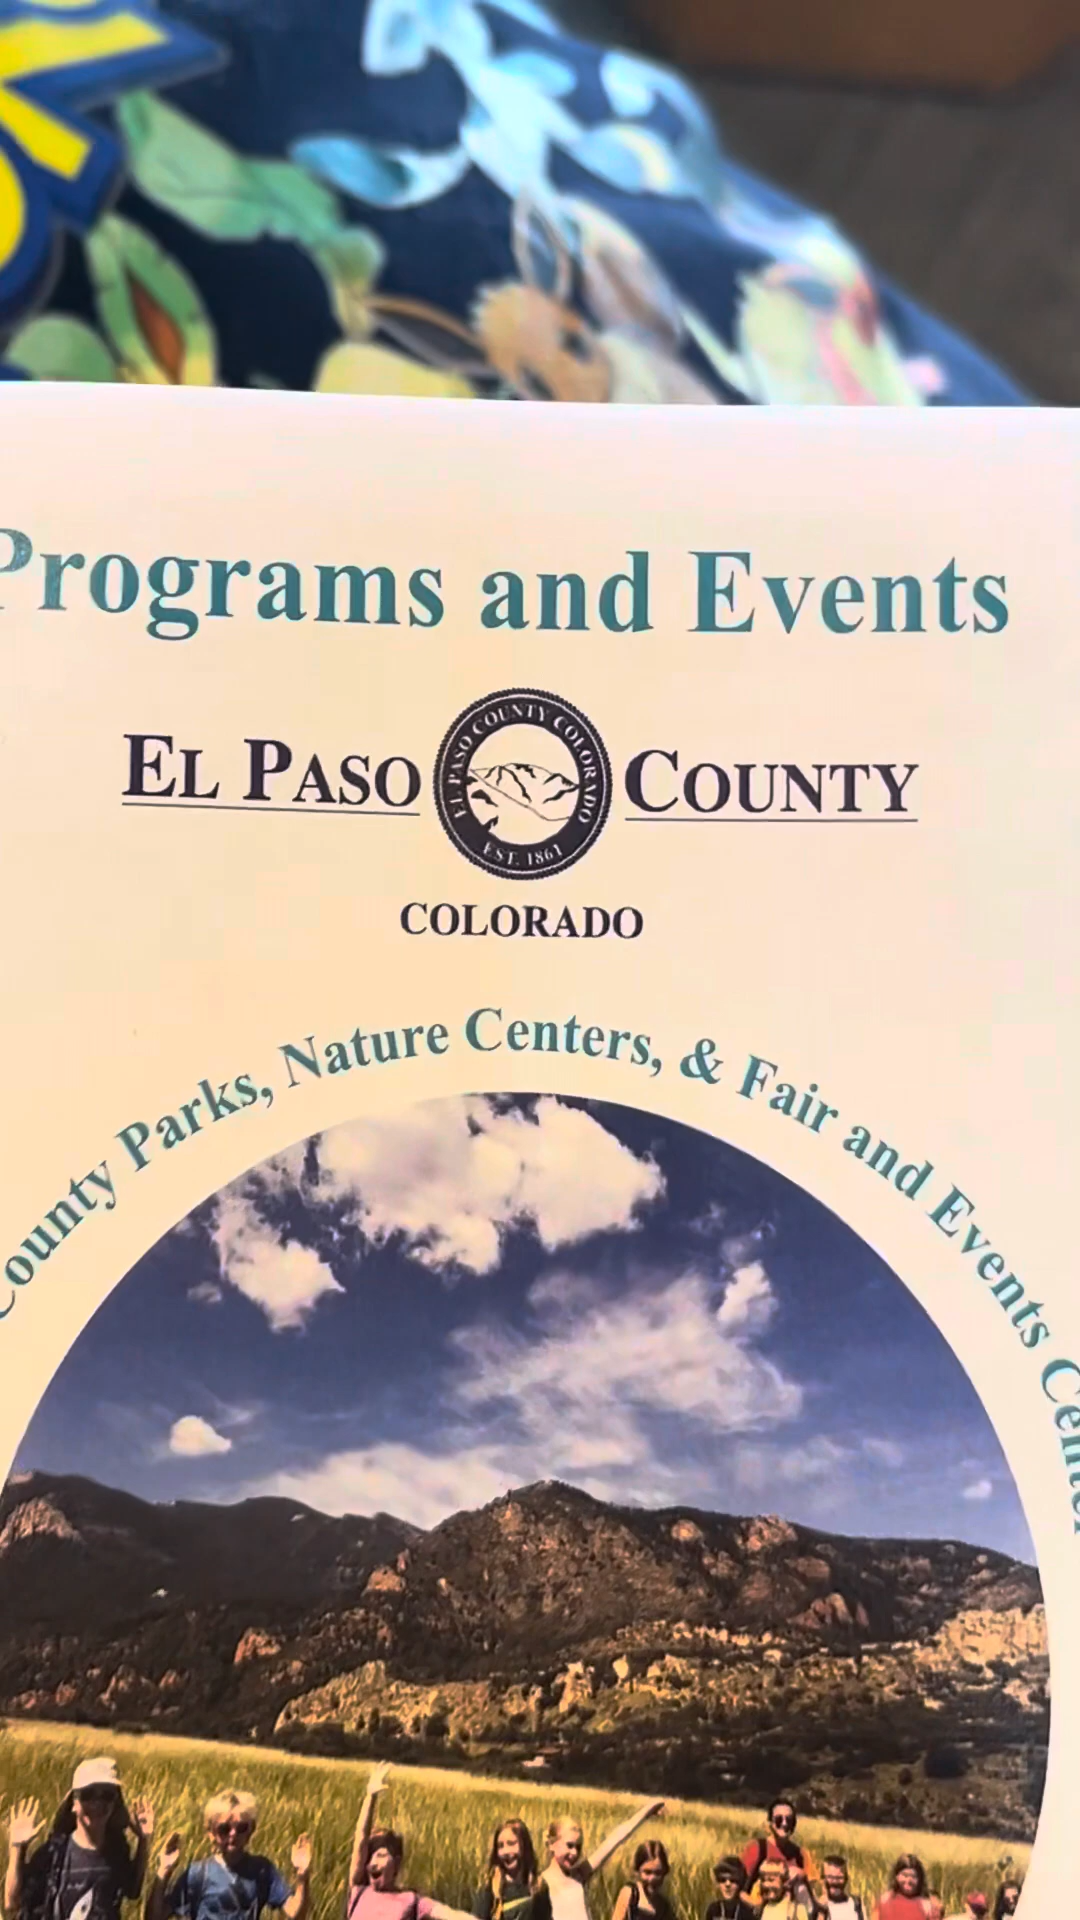 Programs and Events
EL PASO COUNTY
EL PASO COUNTY COLORADO
EST. 1861
COLORADO
County Parks, Nature Centers, & Fair and Events Center